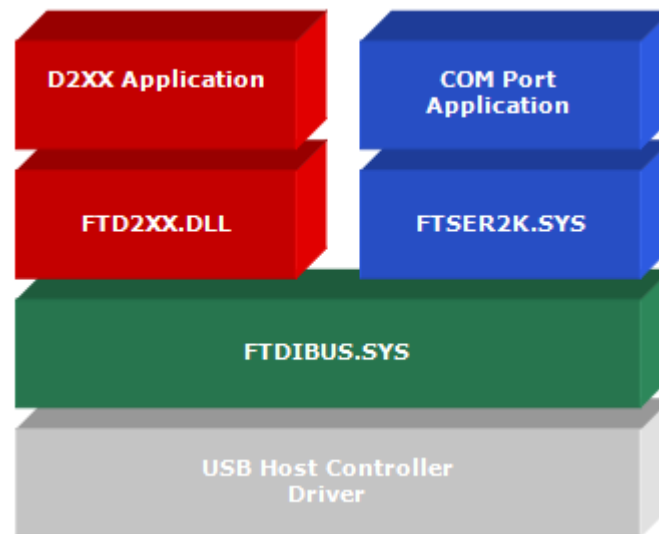 D2XX Application
COM Port
Application
FTD2XX.DLL
FTSER2K.SYS
FTDIBUS.SYS
USB Host Controller
Driver